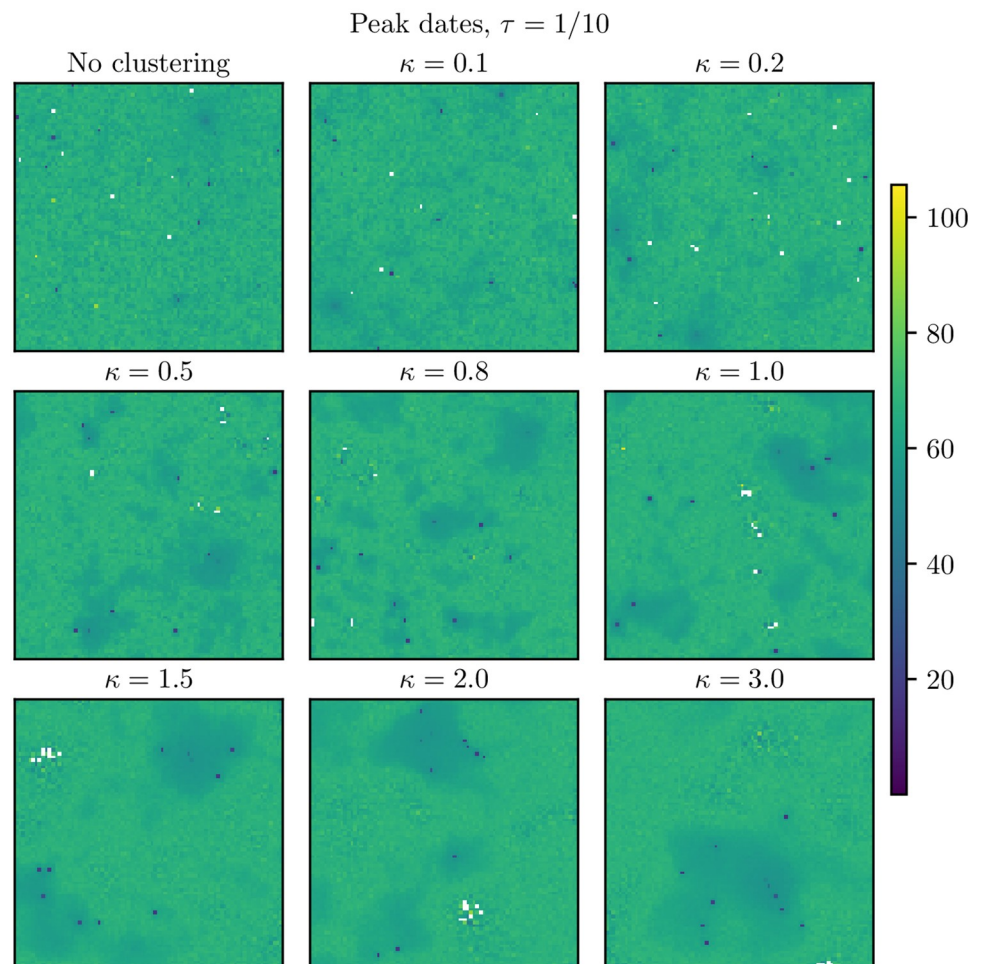 Peak dates, τ = 1/10
No clustering
κ = 0.1
κ = 0.2
κ = 0.5
κ = 0.8
κ = 1.0
κ = 1.5
κ = 2.0
κ = 3.0
100
80
60
40
20